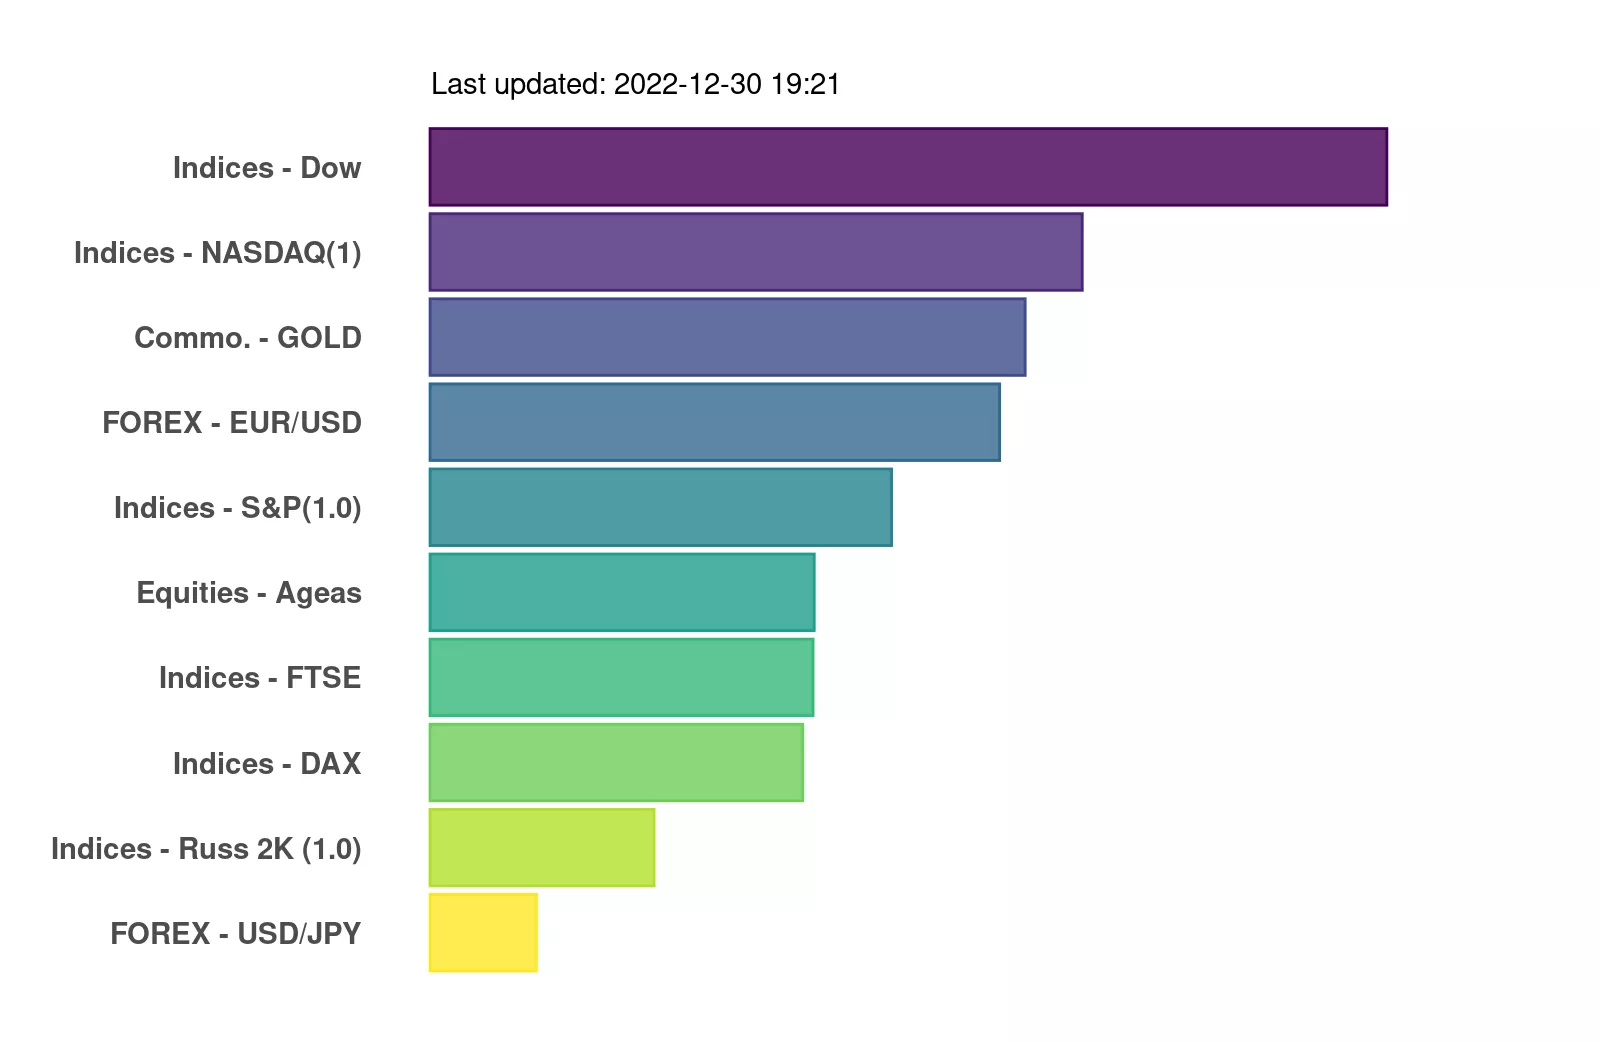 Last updated: 2022-12-30 19:21
Indices - Dow
Indices - NASDAQ(1)
Commo. - GOLD
FOREX - EUR/USD
Indices - S&P(1.0)
Equities - Ageas
Indices - FTSE
Indices - DAX
Indices - Russ 2K (1.0)
FOREX - USD/JPY